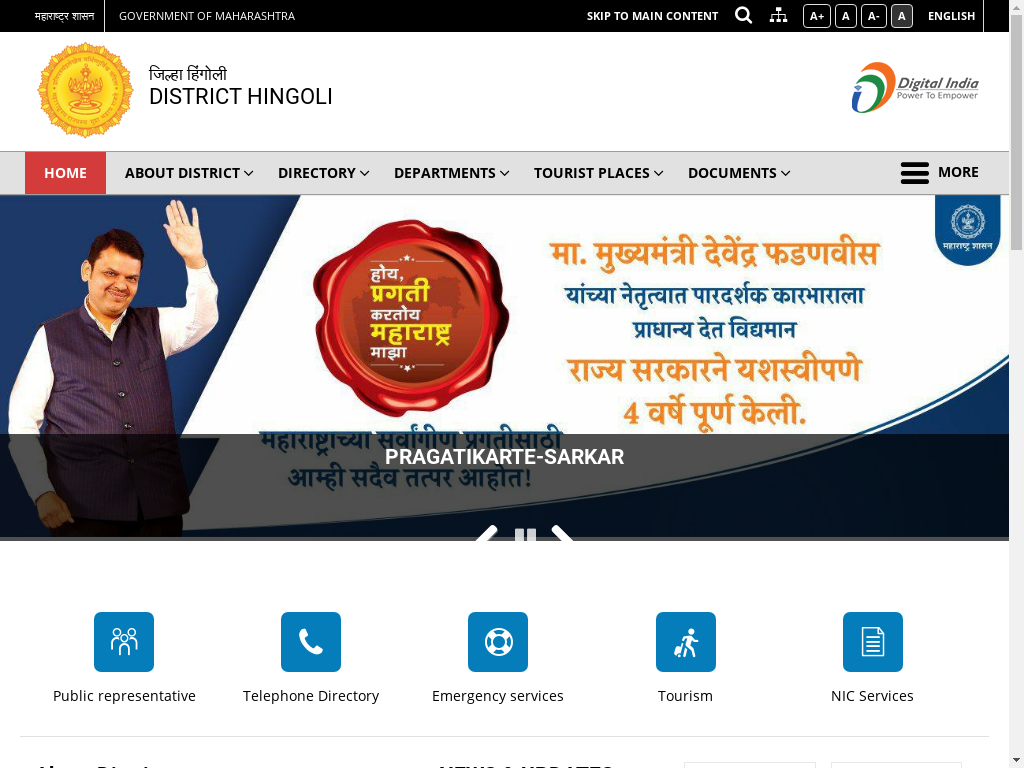 महाराष्ट्र शासन GOVERNMENT OF MAHARASHTRA SKIP TO MAIN CONTENT A+ A A- A ENGLISH
जिल्हा हिंगोली
DISTRICT HINGOLI
Digital India
Power To Empower
HOME ABOUT DISTRICT DIRECTORY DEPARTMENTS TOURIST PLACES DOCUMENTS MORE
महाराष्ट्र शासन
होय,
प्रगती
करतोय
महाराष्ट्र
माझा
मा. मुख्यमंत्री देवेंद्र फडणवीस
यांच्या नेतृत्वात पारदर्शक कारभाराला
प्राधान्य देत विद्यमान
राज्य सरकारने यशस्वीपणे
4 वर्षे पूर्ण केली.
महाराष्ट्राच्या सर्वांगीण प्रगतीसाठी
PRAGATIKARTE-SARKAR
आम्ही सदैव तत्पर आहोत!
Public representative Telephone Directory Emergency services Tourism NIC Services